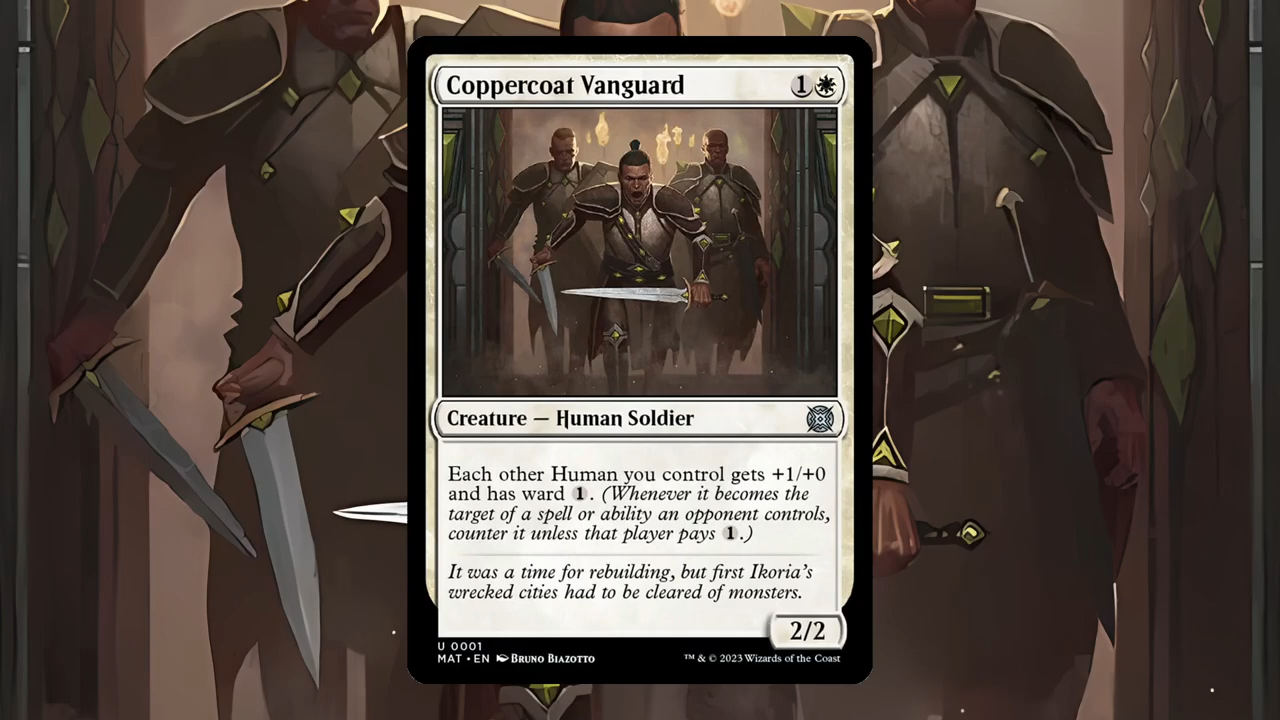 Coppercoat Vanguard 1
Creature — Human Soldier
Each other Human you control gets +1/+0
and has ward 1. (Whenever it becomes the
target of a spell or ability an opponent controls,
counter it unless that player pays 1.)
It was a time for rebuilding, but first Ikoria's
wrecked cities had to be cleared of monsters.
2/2
U 0001
MAT • EN Bruno Biazotto
™ & © 2023 Wizards of the Coast